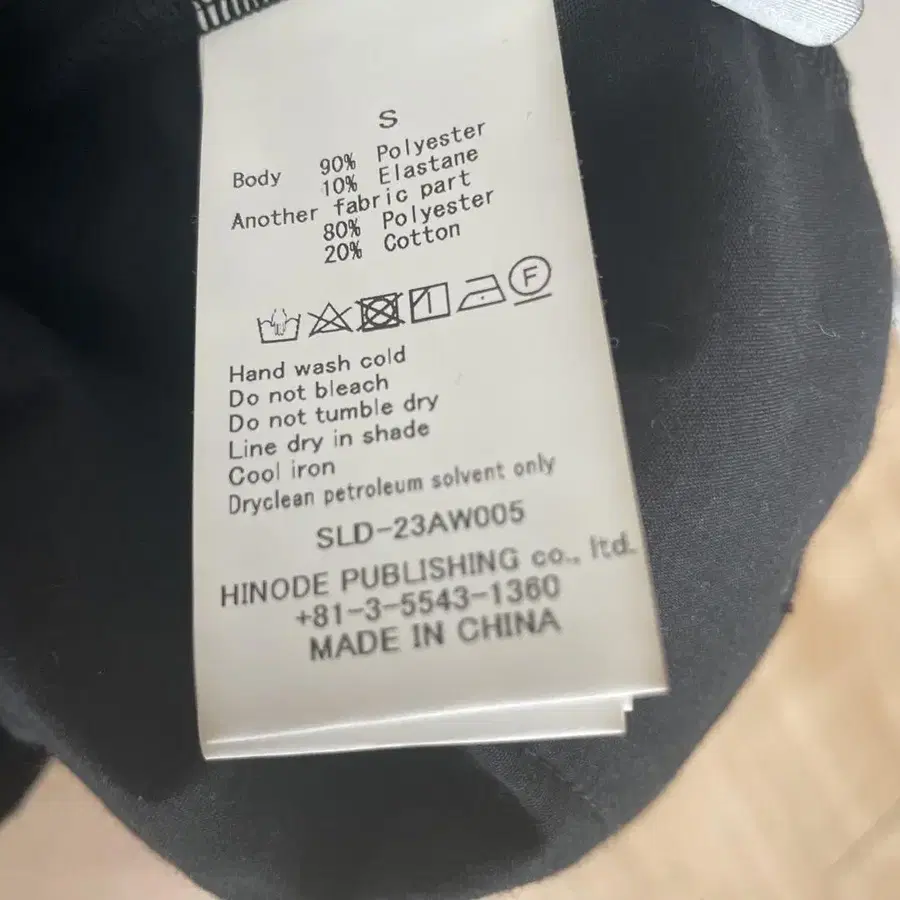 S
Body 90% Polyester
10% Elastane
Another fabric part
80% Polyester
20% Cotton
F
Hand wash cold
Do not bleach
Do not tumble dry
Line dry in shade
Cool iron
Dryclean petroleum solvent only
SLD-23AW005
HINODE PUBLISHING co., ltd.
+81-3-5543-1360
MADE IN CHINA